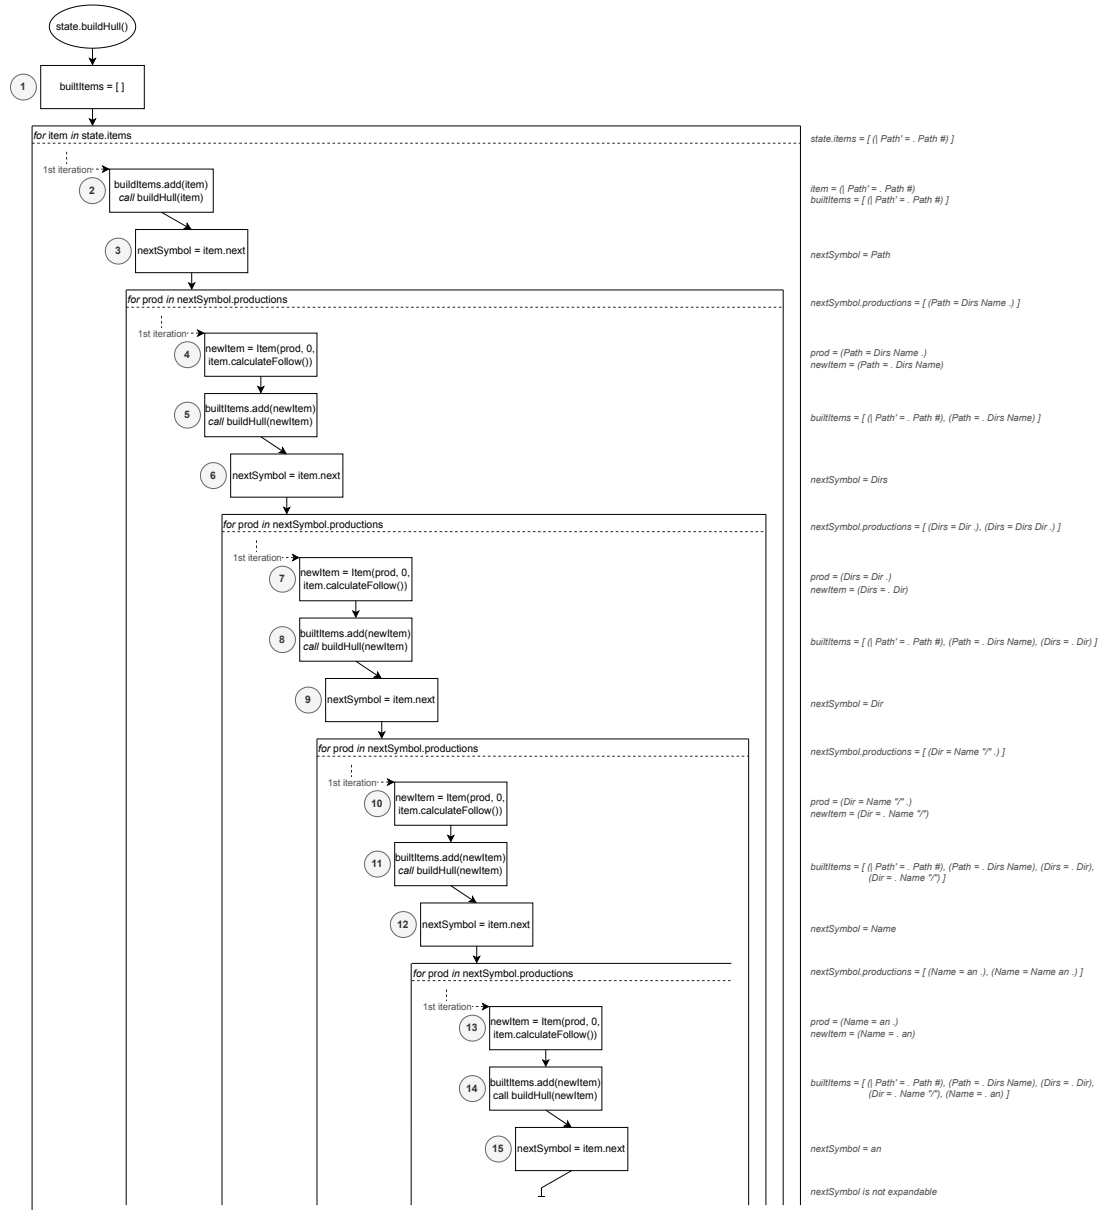 state.buildHull()
1
builtItems = [ ]
for item in state.items
state.items = [ (| Path' = . Path #) ]
1st iteration
2
buildItems.add(item)
call buildHull(item)
item = (| Path' = . Path #)
builtItems = [ (| Path' = . Path #) ]
3
nextSymbol = item.next
nextSymbol = Path
for prod in nextSymbol.productions
nextSymbol.productions = [ (Path = Dirs Name .) ]
1st iteration
4
newItem = Item(prod, 0,
item.calculateFollow())
prod = (Path = Dirs Name .)
newItem = (Path = . Dirs Name)
5
builtItems.add(newItem)
call buildHull(newItem)
builtItems = [ (| Path' = . Path #), (Path = . Dirs Name) ]
6
nextSymbol = item.next
nextSymbol = Dirs
for prod in nextSymbol.productions
nextSymbol.productions = [ (Dirs = Dir .), (Dirs = Dirs Dir .) ]
1st iteration
7
newItem = Item(prod, 0,
item.calculateFollow())
prod = (Dirs = Dir .)
newItem = (Dirs = . Dir)
8
builtItems.add(newItem)
call buildHull(newItem)
builtItems = [ (| Path' = . Path #), (Path = . Dirs Name), (Dirs = . Dir) ]
9
nextSymbol = item.next
nextSymbol = Dir
for prod in nextSymbol.productions
nextSymbol.productions = [ (Dir = Name "/" .) ]
1st iteration
10
newItem = Item(prod, 0,
item.calculateFollow())
prod = (Dir = Name "/" .)
newItem = (Dir = . Name "/")
11
builtItems.add(newItem)
call buildHull(newItem)
builtItems = [ (| Path' = . Path #), (Path = . Dirs Name), (Dirs = . Dir),
(Dir = . Name "/") ]
12
nextSymbol = item.next
nextSymbol = Name
for prod in nextSymbol.productions
nextSymbol.productions = [ (Name = an .), (Name = Name an .) ]
1st iteration
13
newItem = Item(prod, 0,
item.calculateFollow())
prod = (Name = an .)
newItem = (Name = . an)
14
builtItems.add(newItem)
call buildHull(newItem)
builtItems = [ (| Path' = . Path #), (Path = . Dirs Name), (Dirs = . Dir),
(Dir = . Name "/"), (Name = . an) ]
15
nextSymbol = item.next
nextSymbol = an
nextSymbol is not expandable